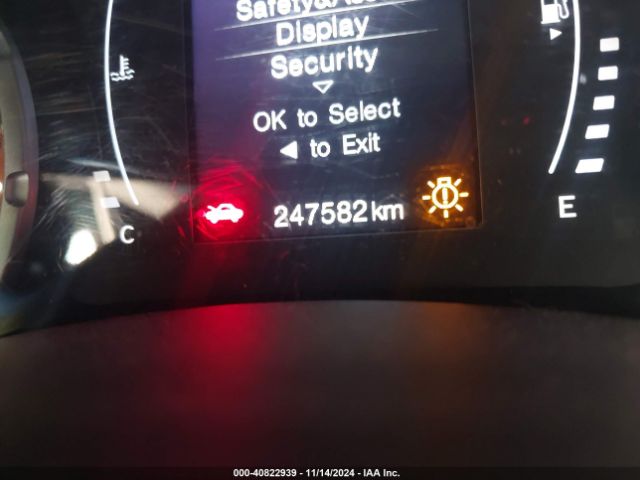 Display
Security
OK to Select
◀ to Exit
247582 km
C
E
000-40822939 - 11/14/2024 - IAA Inc.